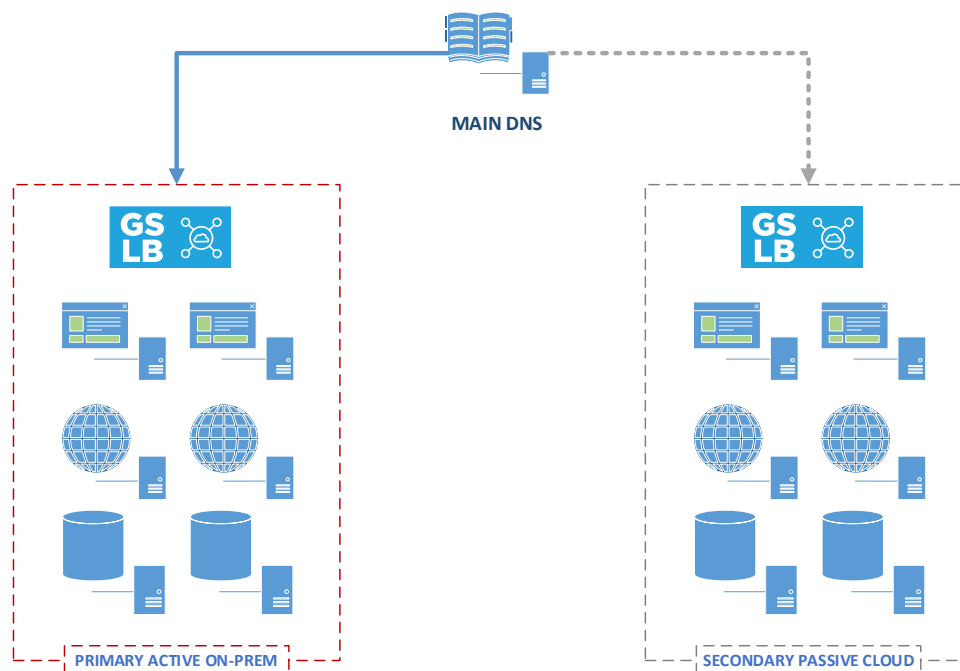 MAIN DNS
GS
LB
GS
LB
PRIMARY ACTIVE ON-PREM
SECONDARY PASSIVE CLOUD